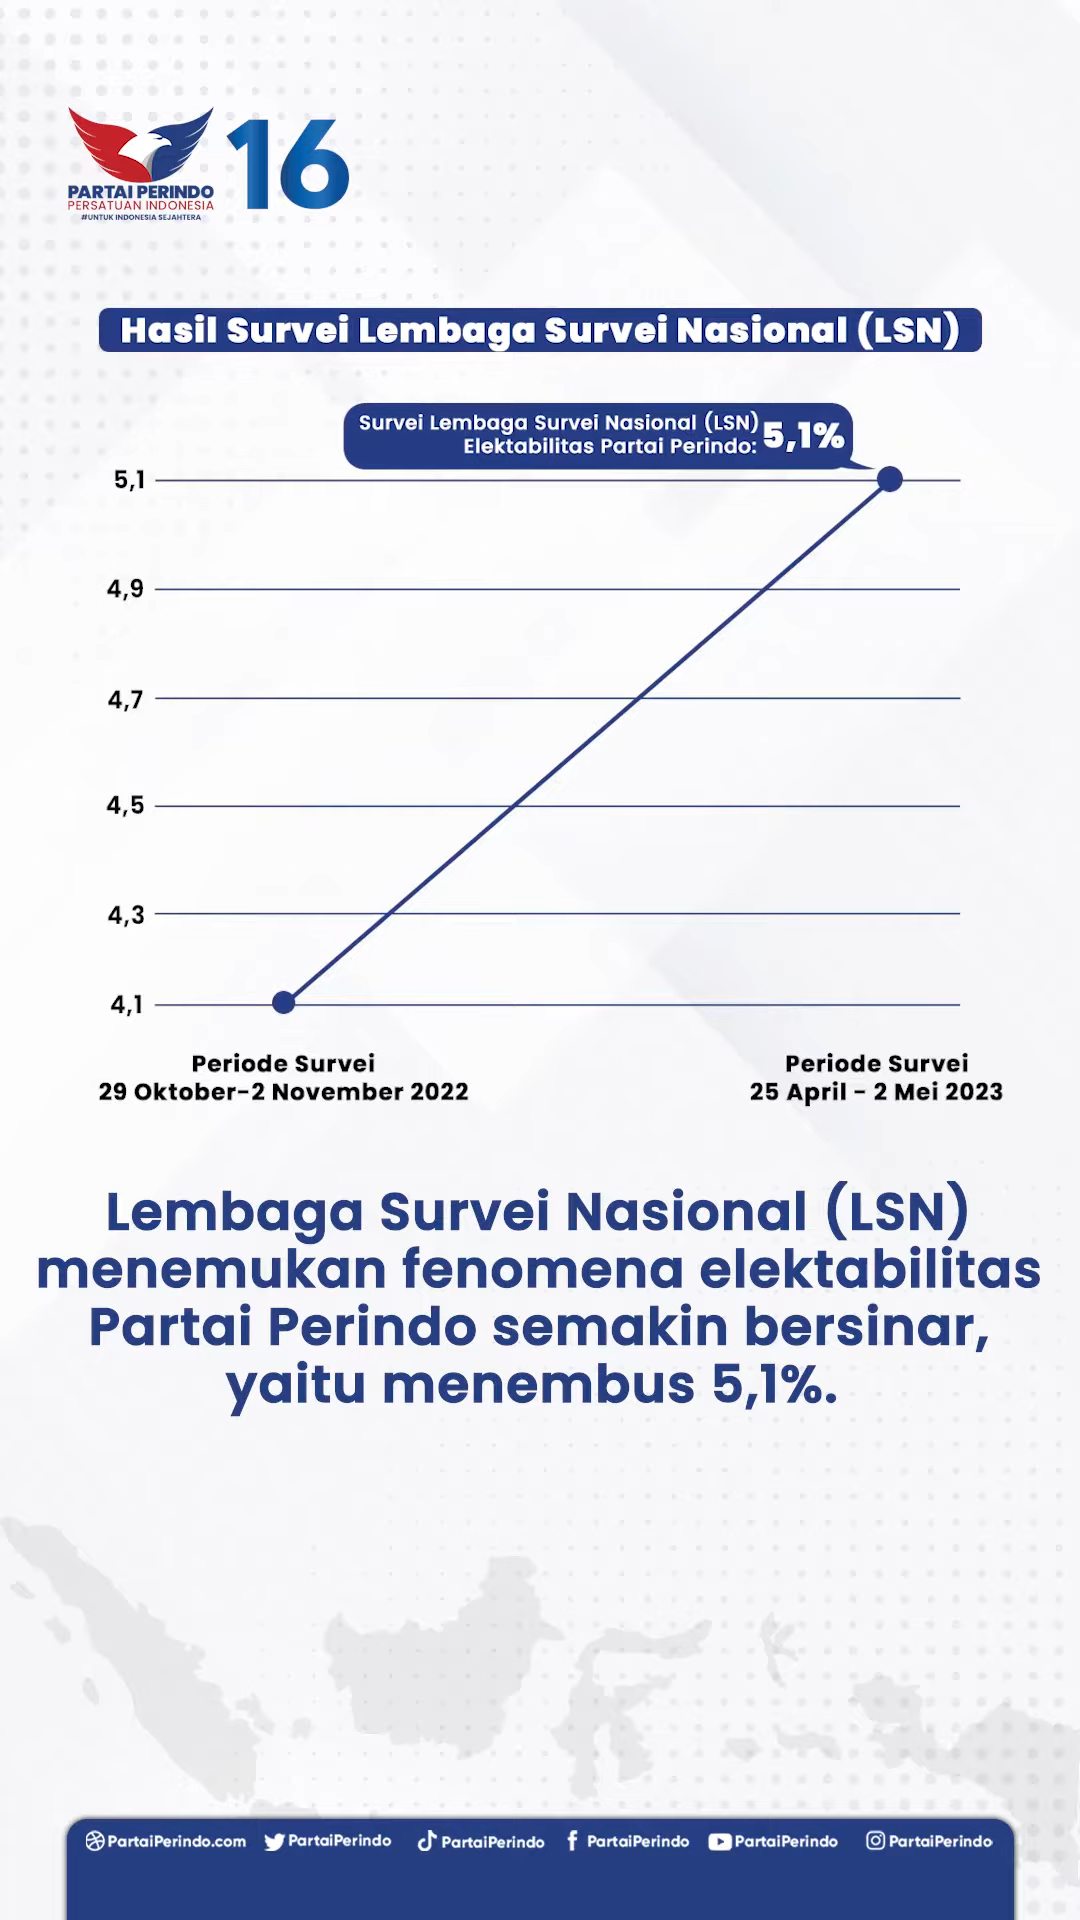 PARTAI PERINDO
PERSATUAN INDONESIA
#UNTUK INDONESIA SEJAHTERA
16
Hasil Survei Lembaga Survei Nasional (LSN)
Survei Lembaga Survei Nasional (LSN)
Elektabilitas Partai Perindo: 5,1%
5,1
4,9
4,7
4,5
4,3
4,1
Periode Survei
29 Oktober-2 November 2022
Periode Survei
25 April - 2 Mei 2023
Lembaga Survei Nasional (LSN)
menemukan fenomena elektabilitas
Partai Perindo semakin bersinar,
yaitu menembus 5,1%.
PartaiPerindo.com PartaiPerindo PartaiPerindo PartaiPerindo PartaiPerindo PartaiPerindo